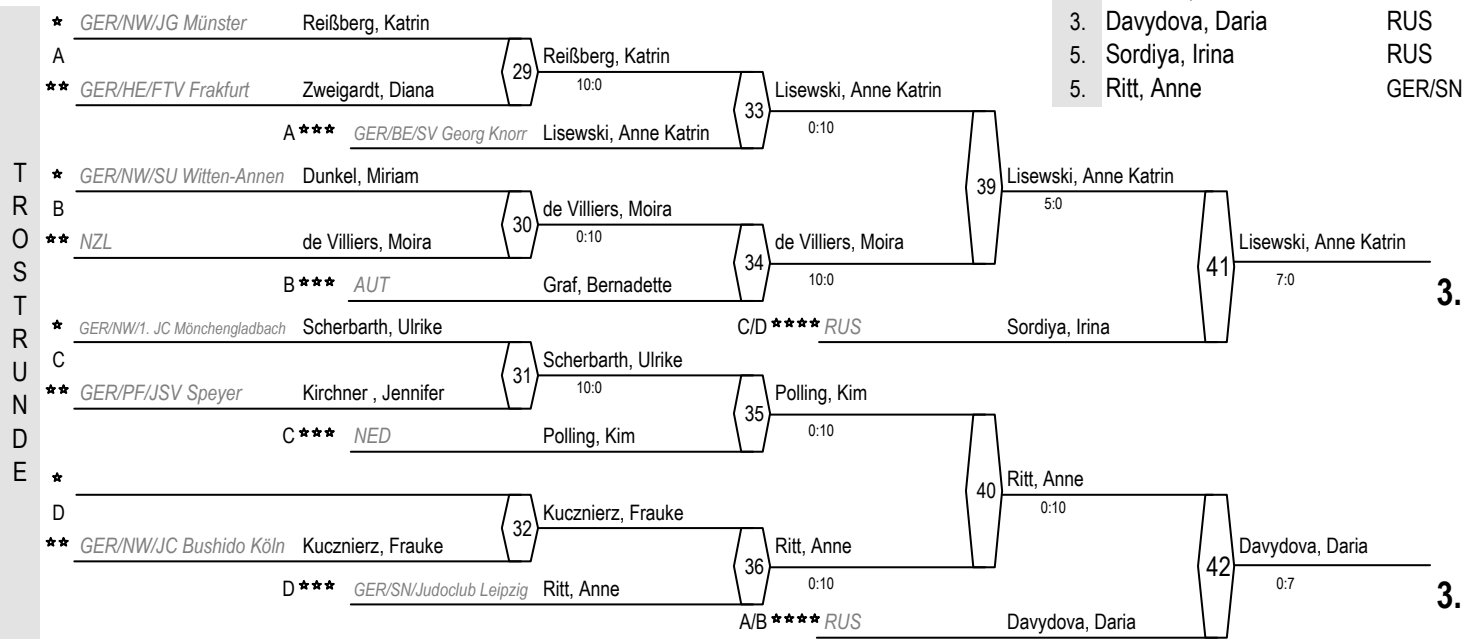 3. Davydova, Daria RUS
5. Sordiya, Irina RUS
5. Ritt, Anne GER/SN
TROSTRUNDE
* GER/NW/JG Münster Reißberg, Katrin
A
29 Reißberg, Katrin
10:0
** GER/HE/FTV Frakfurt Zweigardt, Diana
33 Lisewski, Anne Katrin
0:10
A *** GER/BE/SV Georg Knorr Lisewski, Anne Katrin
* GER/NW/SU Witten-Annen Dunkel, Miriam
39 Lisewski, Anne Katrin
5:0
B
30 de Villiers, Moira
0:10
** NZL de Villiers, Moira
34 de Villiers, Moira
10:0
B *** AUT Graf, Bernadette
41 Lisewski, Anne Katrin
7:0
3.
C/D **** RUS Sordiya, Irina
* GER/NW/1. JC Mönchengladbach Scherbarth, Ulrike
C
31 Scherbarth, Ulrike
10:0
** GER/PF/JSV Speyer Kirchner , Jennifer
35 Polling, Kim
0:10
C *** NED Polling, Kim
*
40 Ritt, Anne
0:10
D
32 Kucznierz, Frauke
** GER/NW/JC Bushido Köln Kucznierz, Frauke
36 Ritt, Anne
0:10
D *** GER/SN/Judoclub Leipzig Ritt, Anne
42 Davydova, Daria
0:7
3.
A/B **** RUS Davydova, Daria